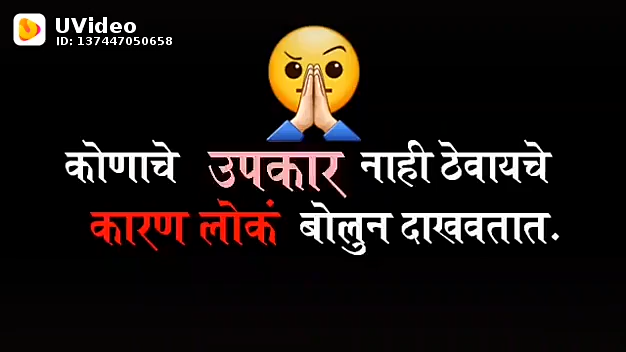 UVideo
ID: 137447050658
कोणाचे उपकार नाही ठेवायचे
कारण लोकं बोलुन दाखवतात.